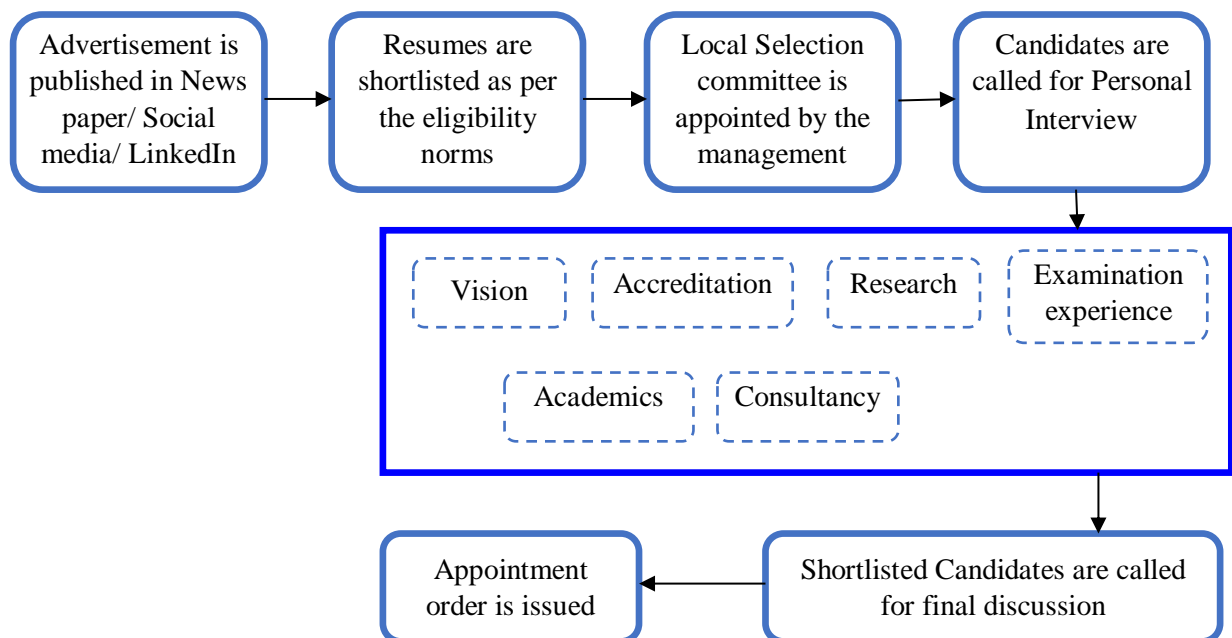 Advertisement is
published in News
paper/ Social
media/ LinkedIn
Resumes are
shortlisted as per
the eligibility
norms
Local Selection
committee is
appointed by the
management
Candidates are
called for Personal
Interview
Vision
Accreditation
Research
Examination
experience
Academics
Consultancy
Shortlisted Candidates are called
for final discussion
Appointment
order is issued